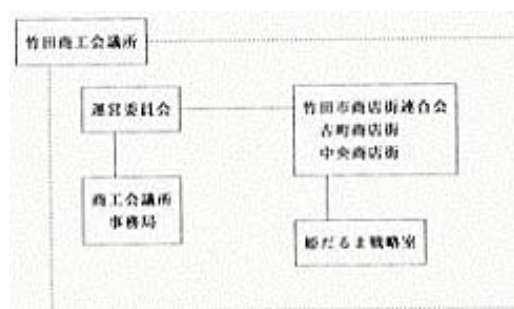 竹田商工会議所
運営委員会
竹田市商店街連合会
古町商店街
中央商店街
商工会議所
事務局
姫だるま戦略室